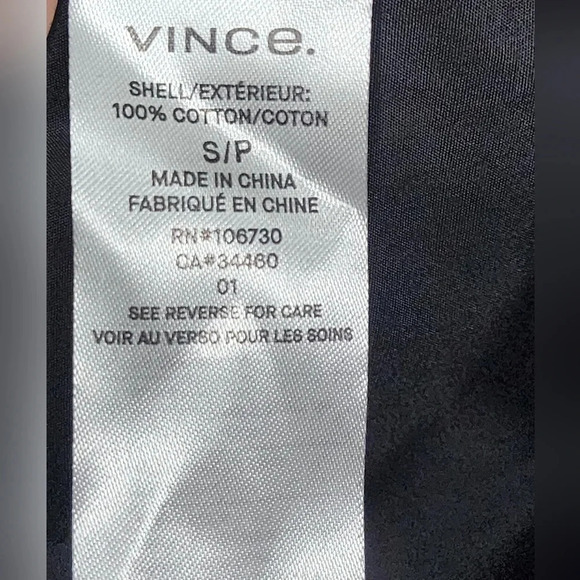 VINCe.
SHELL/EXTÉRIEUR:
100% COTTON/COTON
S/P
MADE IN CHINA
FABRIQUÉ EN CHINE
RN#106730
CA#34460
01
SEE REVERSE FOR CARE
VOIR AU VERSO POUR LES SOINS